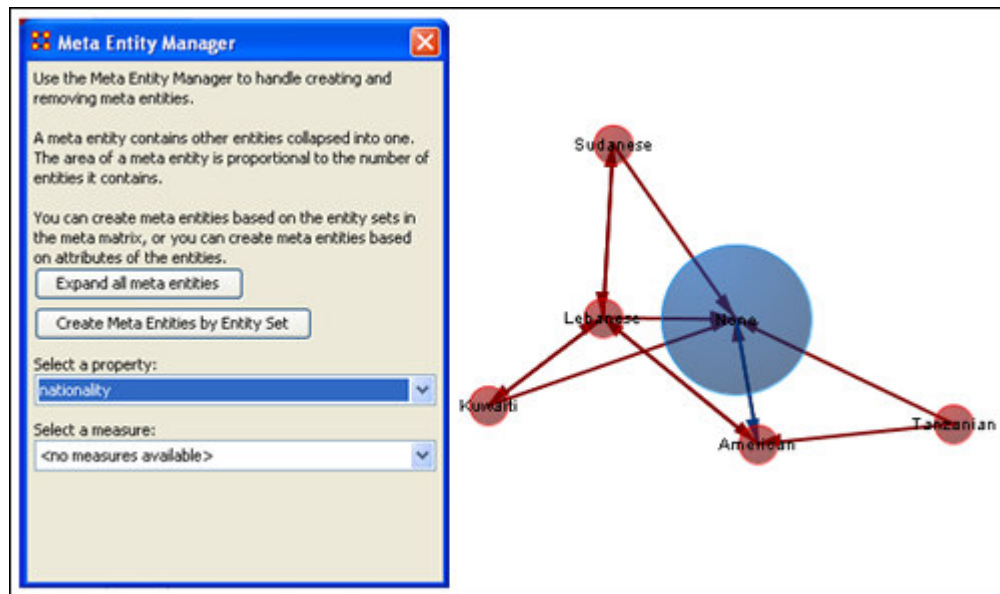 Meta Entity Manager
Use the Meta Entity Manager to handle creating and
removing meta entities.
A meta entity contains other entities collapsed into one.
The area of a meta entity is proportional to the number of
entities it contains.
You can create meta entities based on the entity sets in
the meta matrix, or you can create meta entities based
on attributes of the entities.
Expand all meta entities
Create Meta Entities by Entity Set
Select a property:
nationality
Select a measure:
<no measures available>
Sudanese
Lebanese
None
Kuwaiti
American
Tanzanian